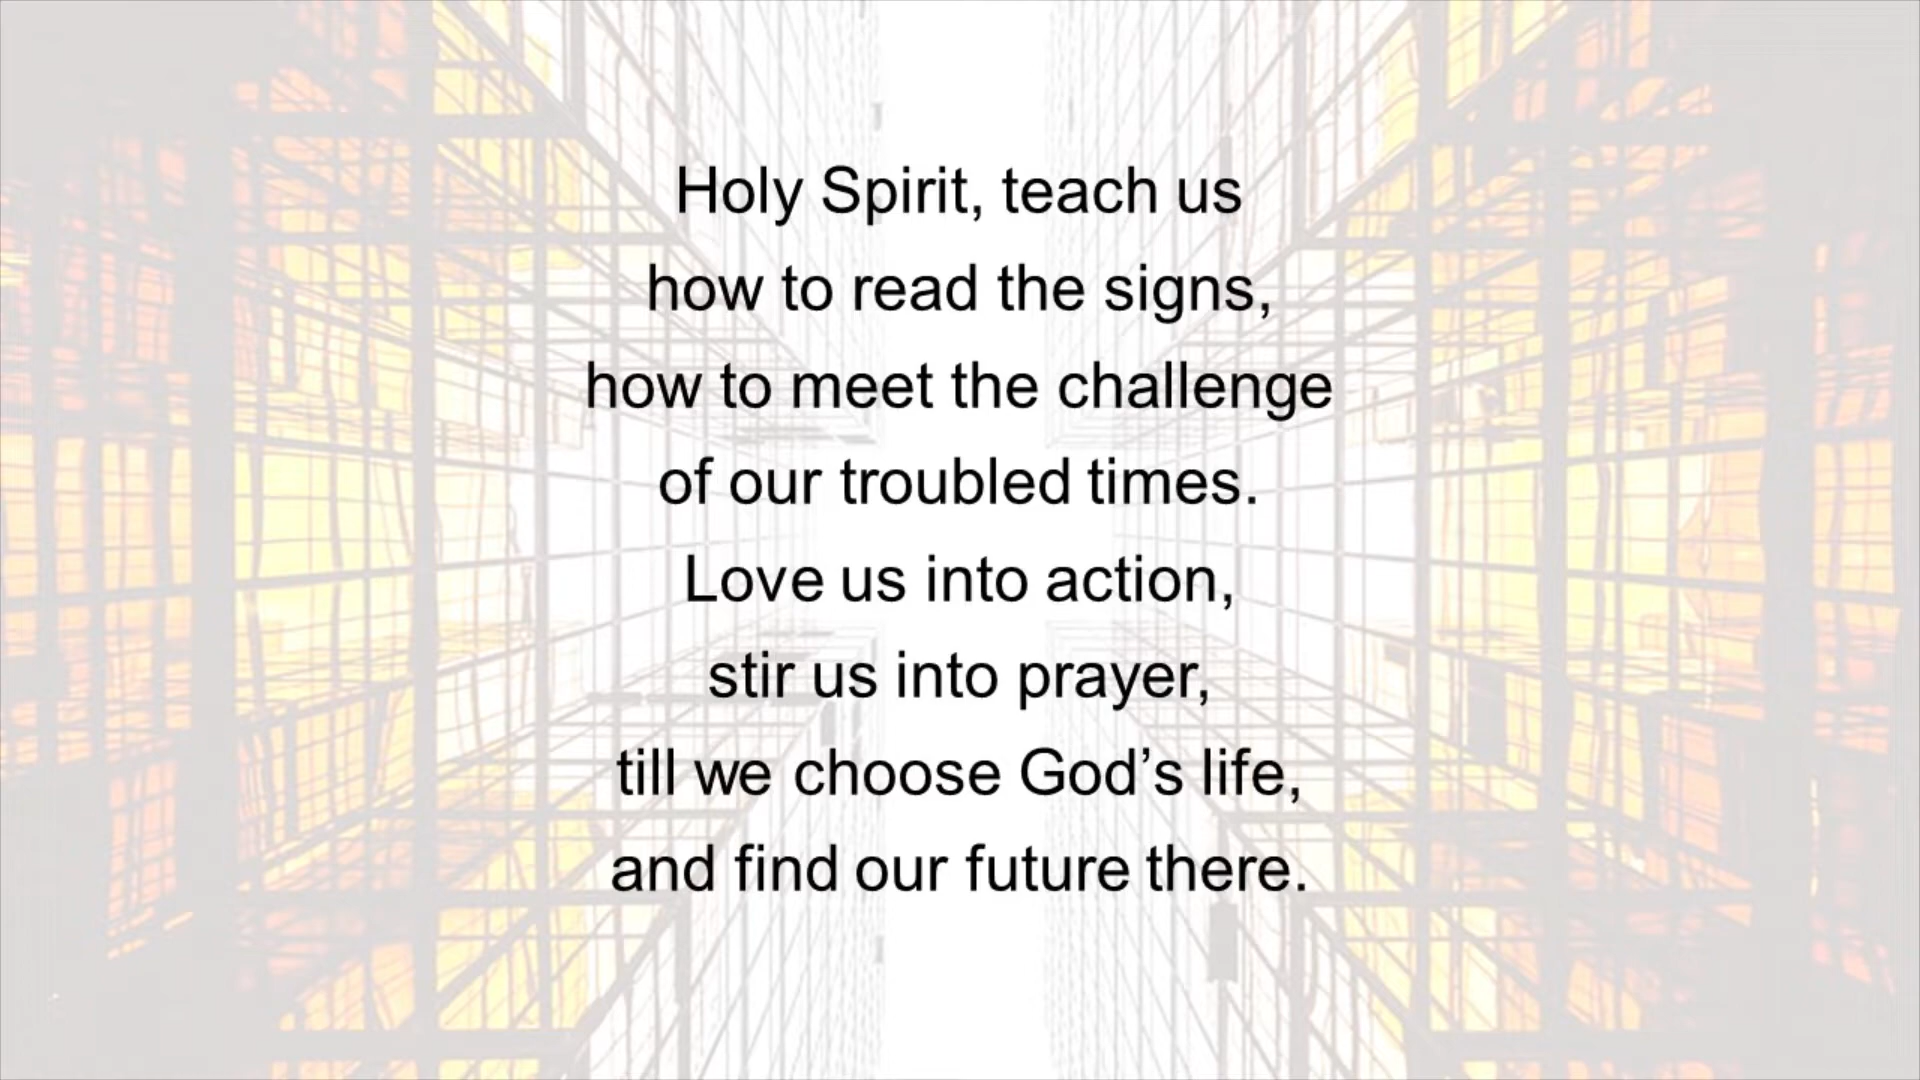 Holy Spirit, teach us
how to read the signs,
how to meet the challenge
of our troubled times.
Love us into action,
stir us into prayer,
till we choose God’s life,
and find our future there.